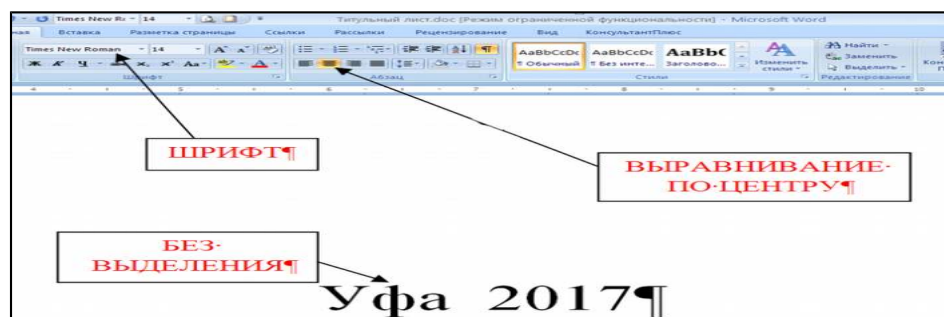 Times New Ro 14
Титульный лист.doc [Режим ограниченной функциональности] - Microsoft Word
ная Вставка Разметка страницы Ссылки Рассылки Рецензирование Вид КонсультантПлюс
Times New Roman 14
Найти
Заменить
Выделить
Ж К Ч
AaBbCcDc AaBbCcDc AaBbC
¶ Обычный ¶ Без инте... Заголово...
Изменить стили
Шрифт Абзац Стили Редактирование
ШРИФТ¶
ВЫРАВНИВАНИЕ·
ПО·ЦЕНТРУ¶
БЕЗ·
ВЫДЕЛЕНИЯ¶
Уфа 2017¶